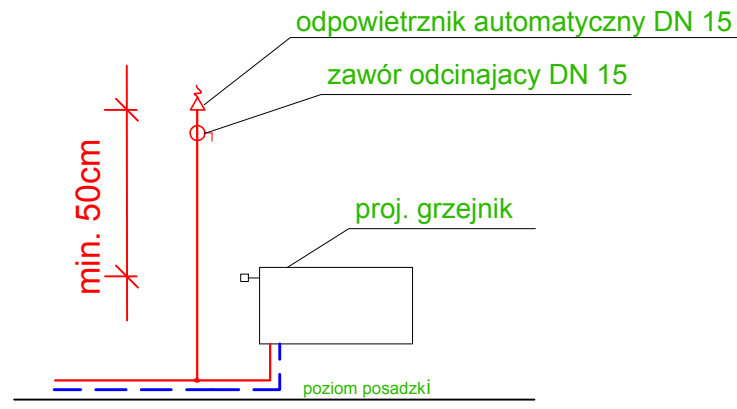 odpowietrznik automatyczny DN 15
zawór odcinajacy DN 15
min. 50cm
proj. grzejnik
poziom posadzki